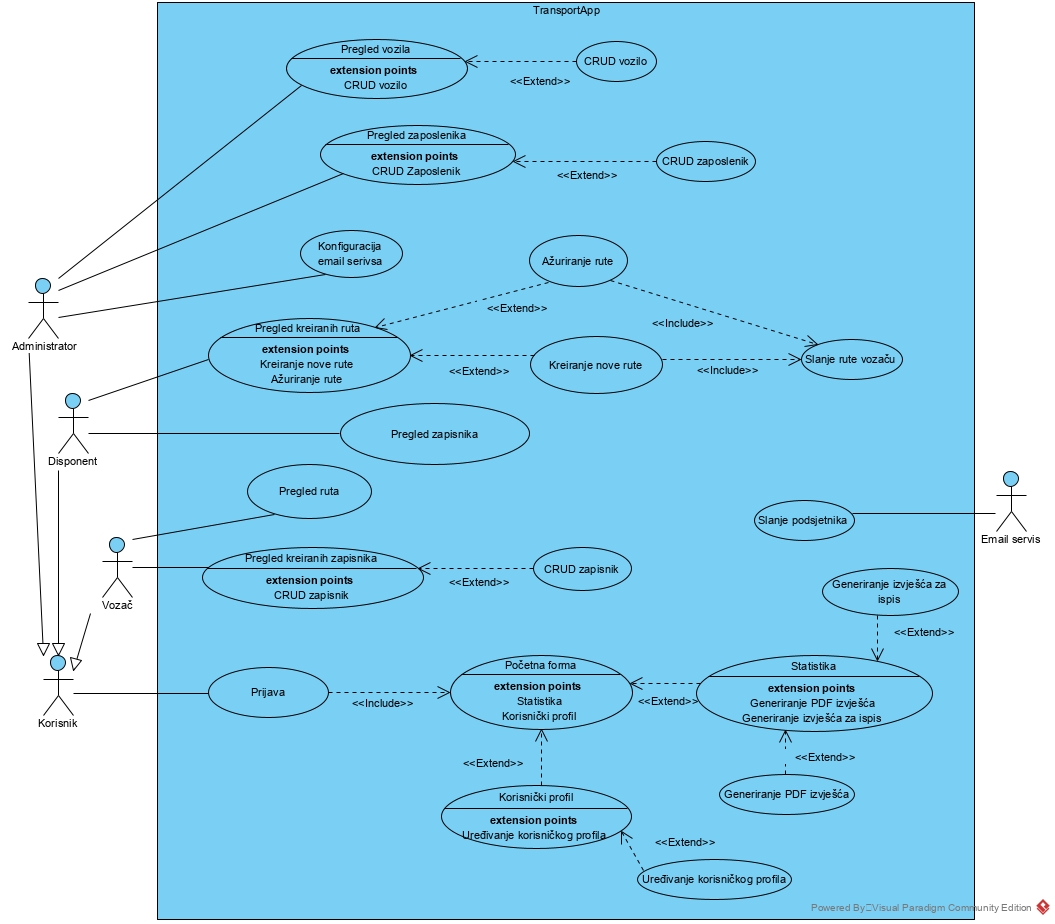 TransportApp
Pregled vozila
extension points
CRUD vozilo
CRUD vozilo
<<Extend>>
Pregled zaposlenika
extension points
CRUD Zaposlenik
CRUD zaposlenik
<<Extend>>
Konfiguracija
email serivsa
Ažuriranje rute
Administrator
<<Extend>>
<<Include>>
Pregled kreiranih ruta
extension points
Kreiranje nove rute
Ažuriranje rute
<<Extend>>
Kreiranje nove rute
<<Include>>
Slanje rute vozaču
Disponent
Pregled zapisnika
Pregled ruta
Slanje podsjetnika
Email servis
Vozač
Pregled kreiranih zapisnika
extension points
CRUD zapisnik
<<Extend>>
CRUD zapisnik
Generiranje izvješća za
ispis
<<Extend>>
Korisnik
Prijava
<<Include>>
Početna forma
extension points
Statistika
Korisnički profil
<<Extend>>
Statistika
extension points
Generiranje PDF izvješća
Generiranje izvješća za ispis
<<Extend>>
<<Extend>>
Generiranje PDF izvješća
Korisnički profil
extension points
Uređivanje korisničkog profila
<<Extend>>
Uređivanje korisničkog profila
Powered By Visual Paradigm Community Edition